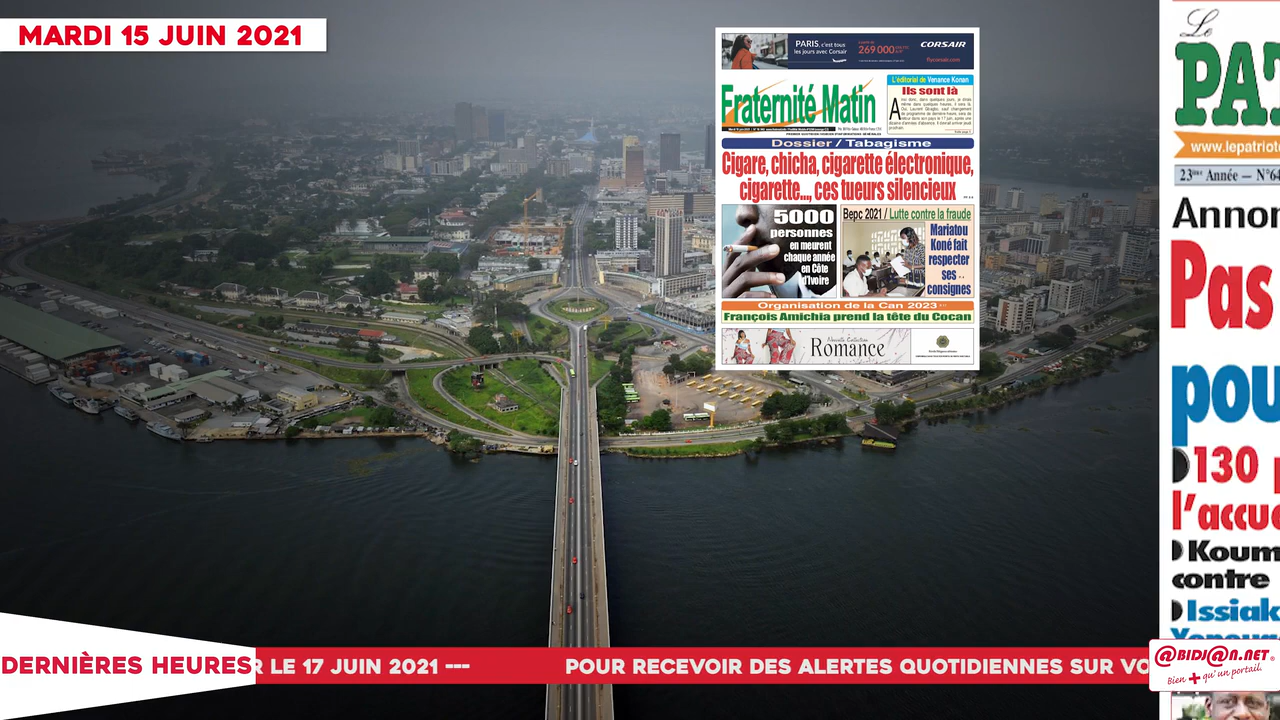 MARDI 15 JUIN 2021
PARIS, c'est tous
les jours avec Corsair
269 000
CORSAIR
Fraternité Matin
L'éditorial de Venance Konan
Ils sont là
Dossier / Tabagisme
Cigare, chicha, cigarette électronique,
cigarette..., ces tueurs silencieux
5000
personnes
en meurent
chaque année
en Côte
d'Ivoire
Bepc 2021 / Lutte contre la fraude
Mariatou
Koné fait
respecter
ses
consignes
Organisation de la Can 2023
François Amichia prend la tête du Cocan
Nouvelle Collection
Romance
Le
PAT
www.lepatriote
23ème Année — N°64
Annon
Pas
pou
130 p
l'accue
Koum
contre
Issiak
Yopoug
DERNIÈRES HEURES
R LE 17 JUIN 2021 --- POUR RECEVOIR DES ALERTES QUOTIDIENNES SUR VO
@BIDJ@N.NET®
Bien + qu'un portail.